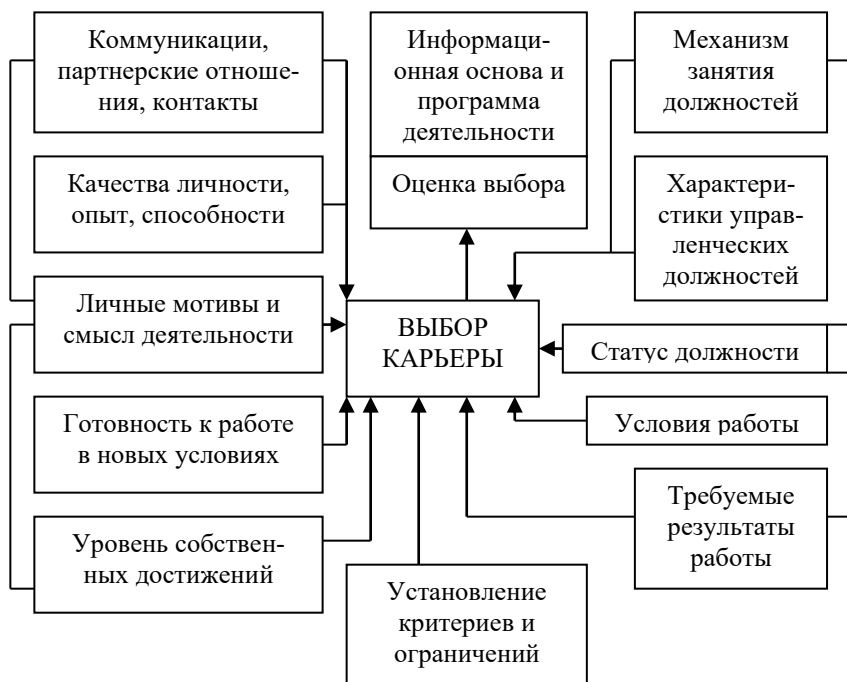 Коммуникации,
партнерские отноше-
ния, контакты
Информаци-
онная основа и
программа
деятельности
Механизм
занятия
должностей
Качества личности,
опыт, способности
Оценка выбора
Характери-
стики управ-
ленческих
должностей
Личные мотивы и
смысл деятельности
ВЫБОР
КАРЬЕРЫ
Статус должности
Готовность к работе
в новых условиях
Условия работы
Уровень собствен-
ных достижений
Требуемые
результаты
работы
Установление
критериев и
ограничений